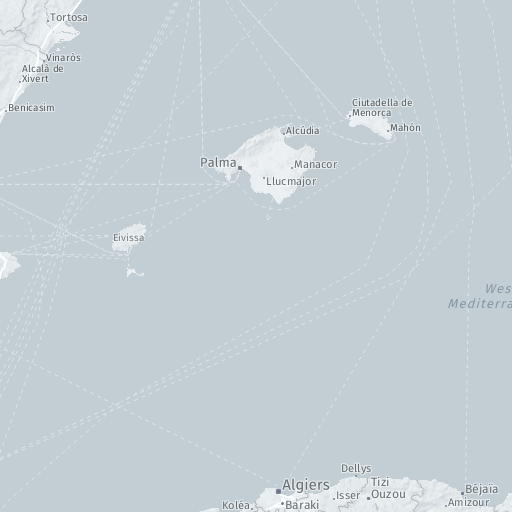 Tortosa
Vinaròs
Alcalà de
Xivert
Benicasim
Ciutadella de
Menorca
Mahón
Alcúdia
Palma
Manacor
Llucmajor
Eivissa
Wes
Mediterra
Algiers
Koléa
Baraki
Dellys
Tizi
Ouzou
Isser
Béjaïa
Amizour